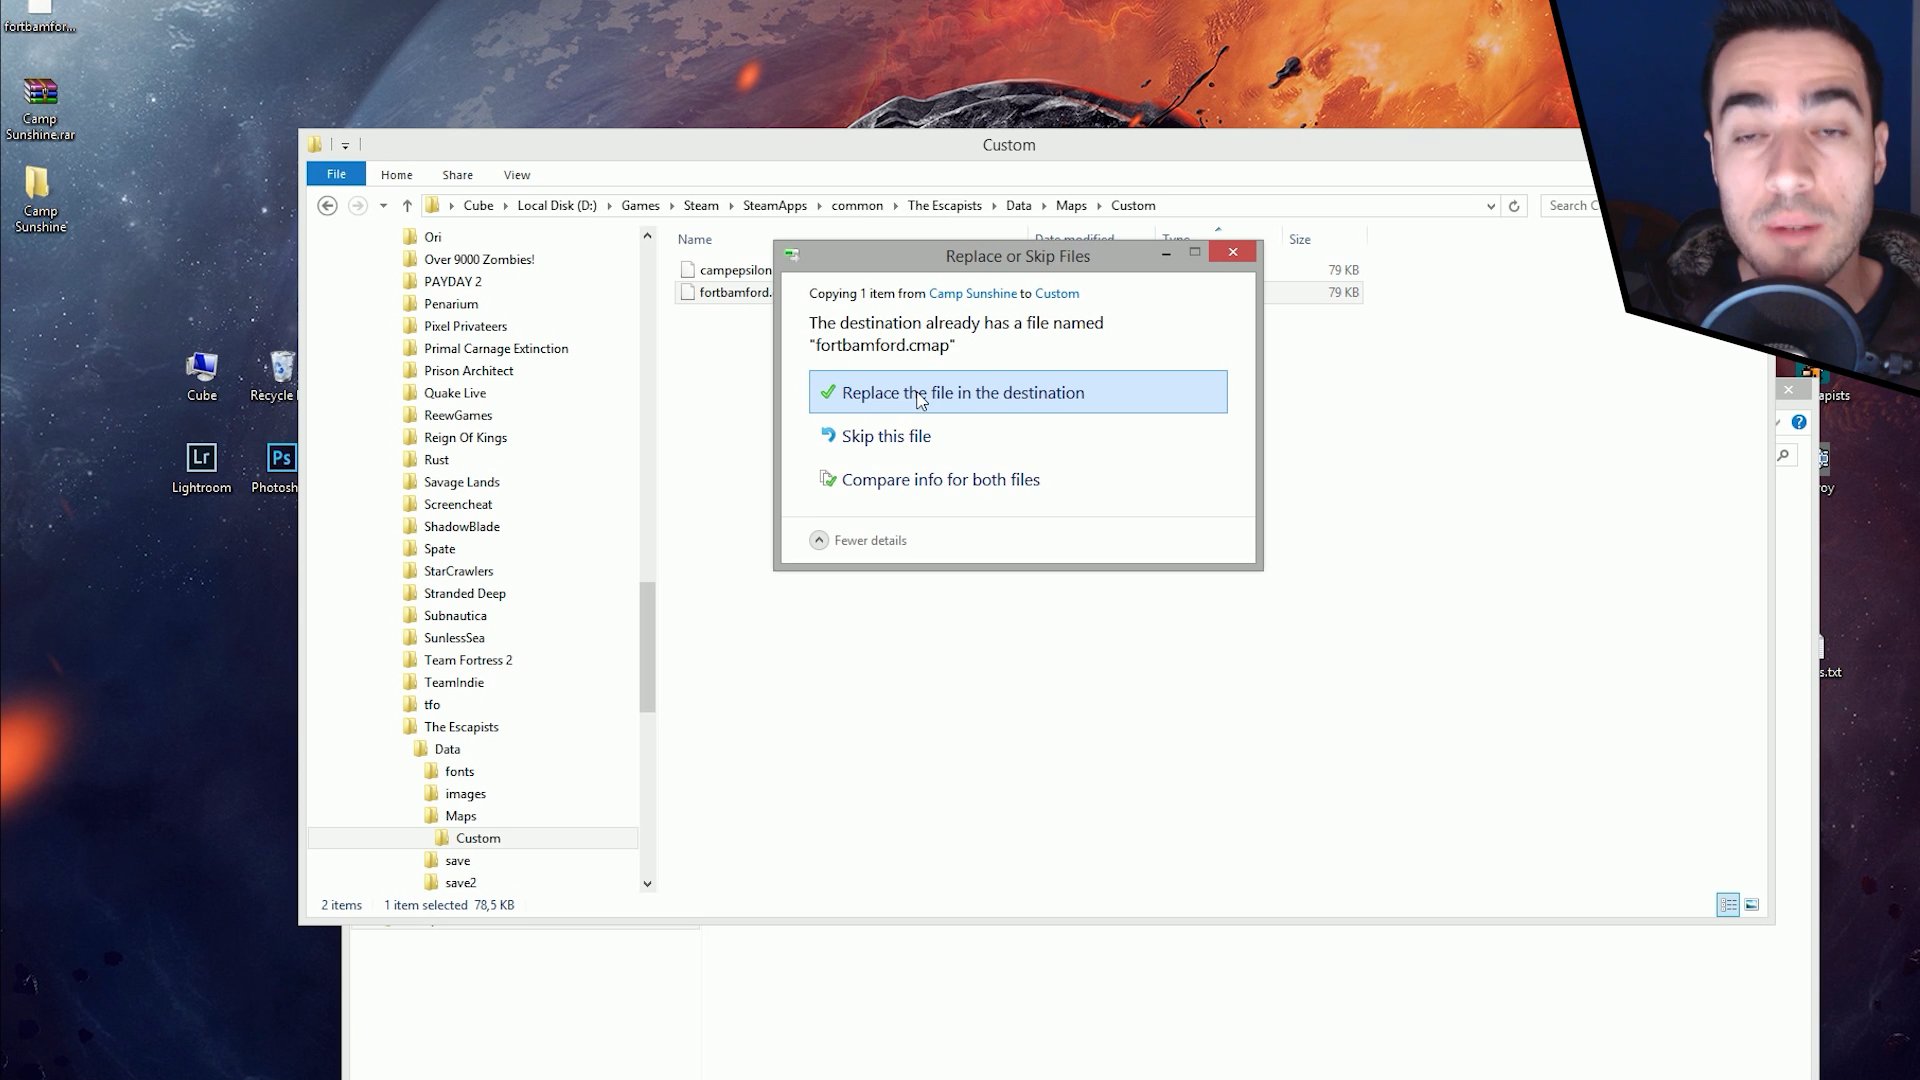 fortbamfor...
Camp
Sunshine.rar
Camp
Sunshine
Cube
Recycle
Lr
Ps
Lightroom
Photosh
Custom
File
Home
Share
View
Cube
Local Disk (D:)
Games
Steam
SteamApps
common
The Escapists
Data
Maps
Custom
Search C
Ori
Over 9000 Zombies!
PAYDAY 2
Penarium
Pixel Privateers
Primal Carnage Extinction
Prison Architect
Quake Live
ReewGames
Reign Of Kings
Rust
Savage Lands
Screencheat
ShadowBlade
Spate
StarCrawlers
Stranded Deep
Subnautica
SunlessSea
Team Fortress 2
TeamIndie
tfo
The Escapists
Data
fonts
images
Maps
Custom
save
save2
2 items
1 item selected 78,5 KB
Name
Date modified
Type
Size
campepsilon
79 KB
fortbamford.
79 KB
Replace or Skip Files
Copying 1 item from Camp Sunshine to Custom
The destination already has a file named
"fortbamford.cmap"
Replace the file in the destination
Skip this file
Compare info for both files
Fewer details
apists
roy
s.txt